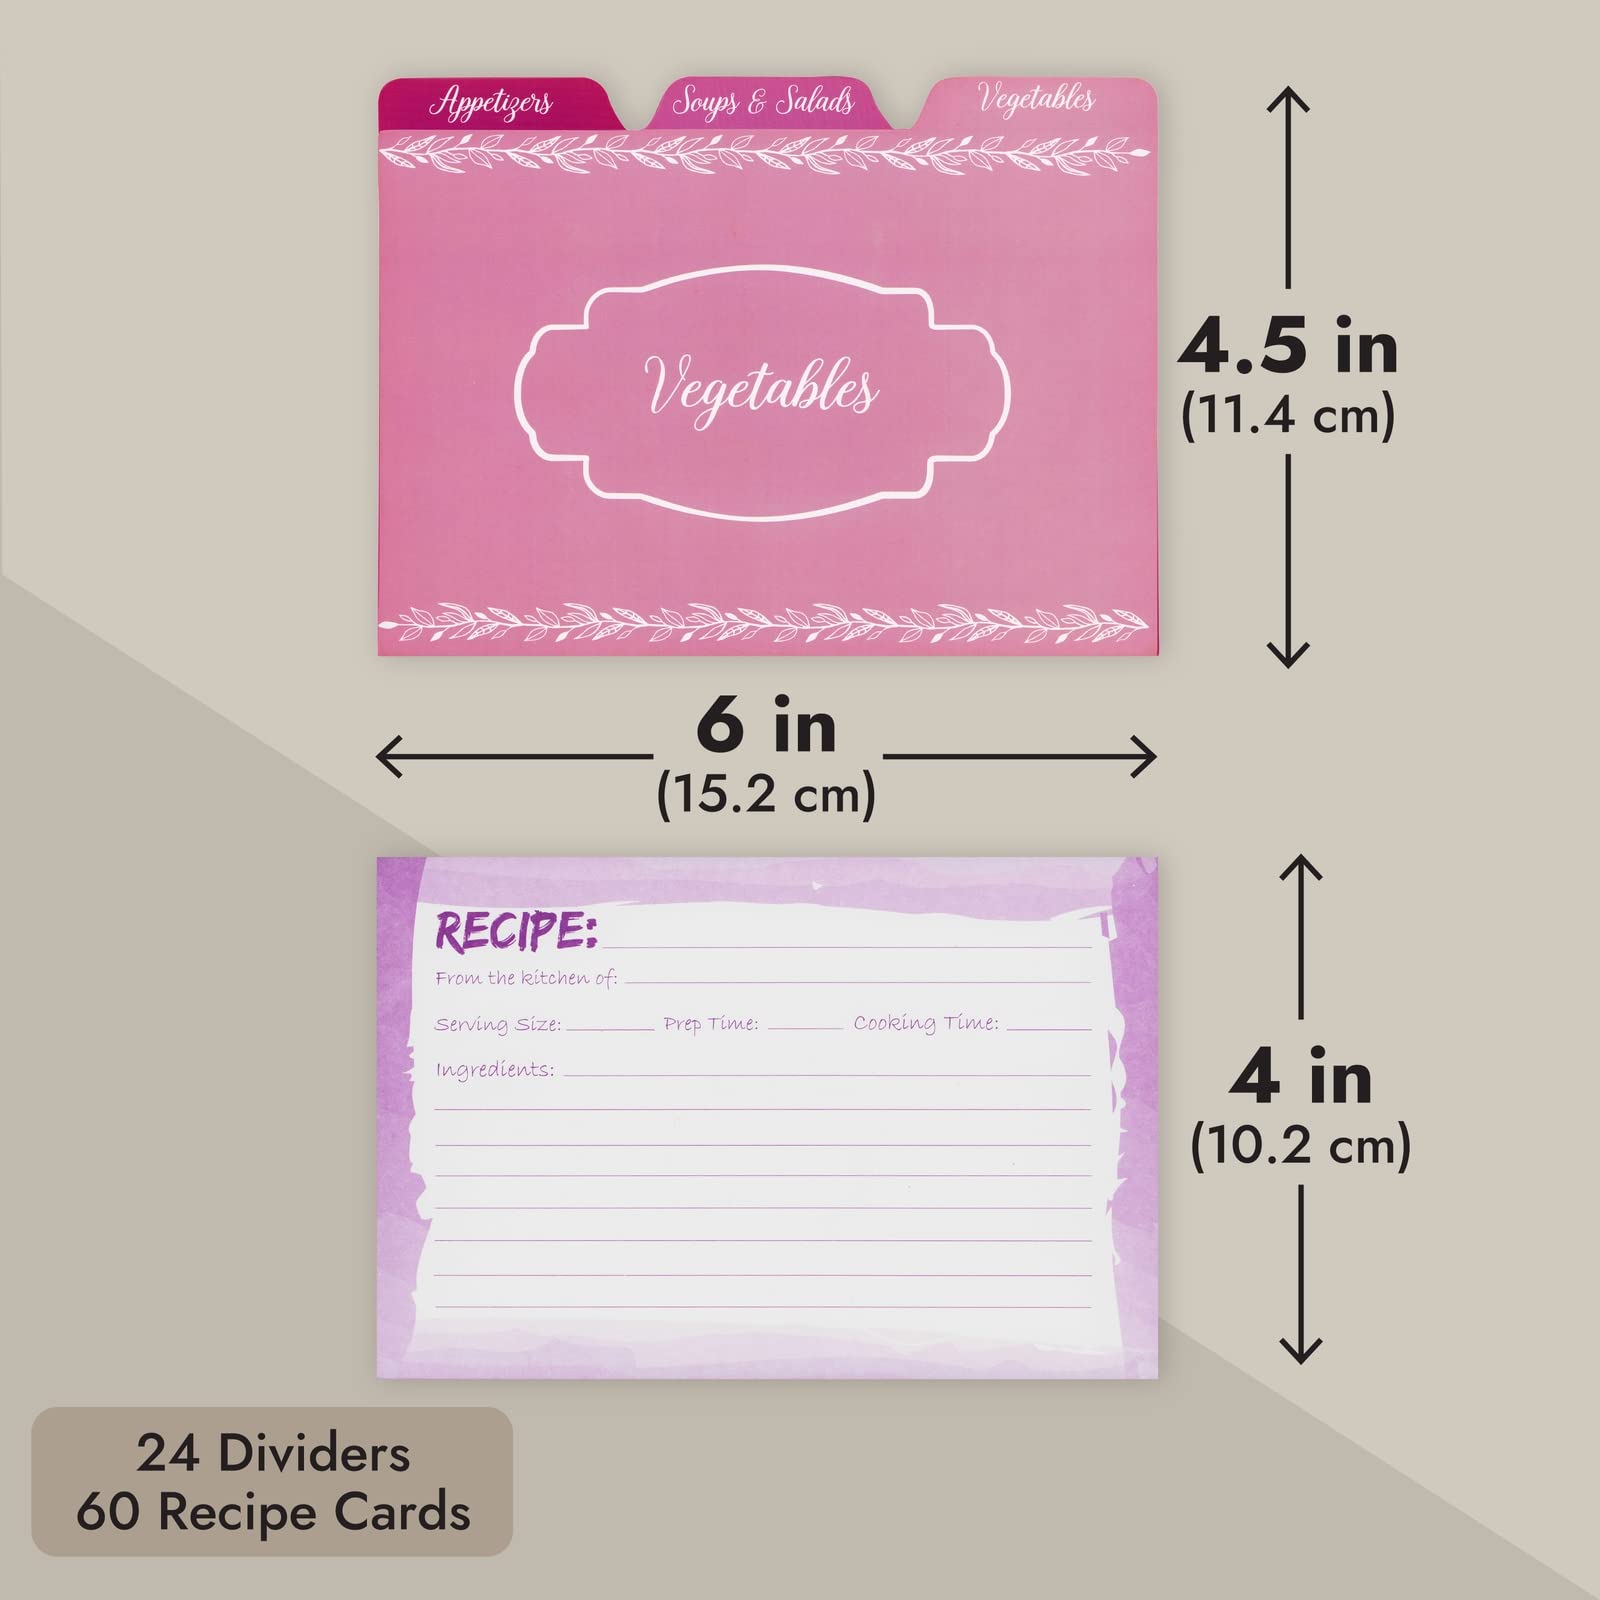 Appetizers
Soups & Salads
Vegetables
Vegetables
4.5 in
(11.4 cm)
6 in
(15.2 cm)
RECIPE:
From the kitchen of:
Serving Size: Prep Time: Cooking Time:
Ingredients:
4 in
(10.2 cm)
24 Dividers
60 Recipe Cards